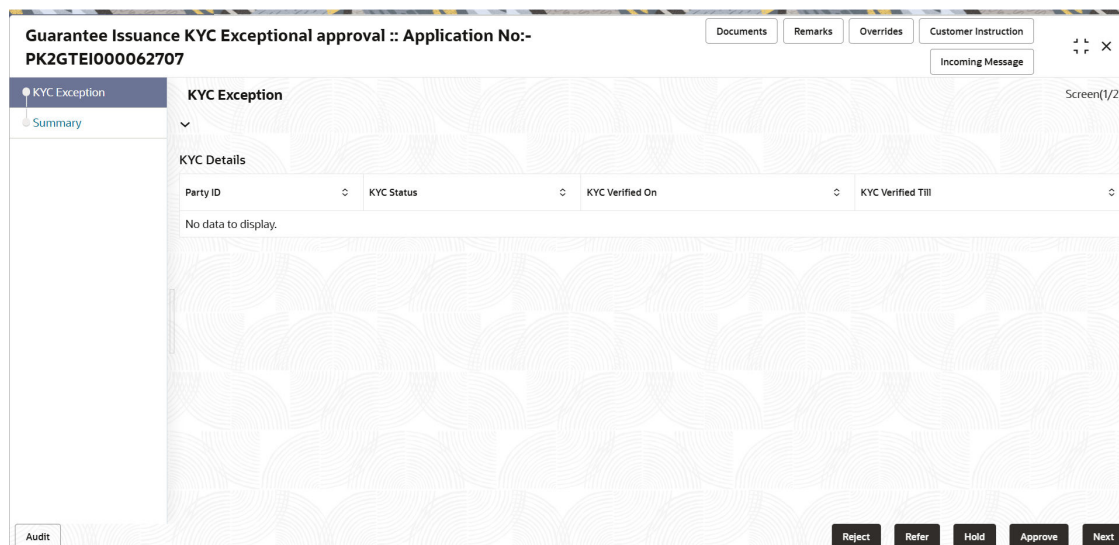 Guarantee Issuance KYC Exceptional approval :: Application No:-
PK2GTEI000062707
Documents
Remarks
Overrides
Customer Instruction
Incoming Message
KYC Exception
Summary
KYC Exception
Screen(1/2
KYC Details
Party ID
KYC Status
KYC Verified On
KYC Verified Till
No data to display.
Audit
Reject
Refer
Hold
Approve
Next